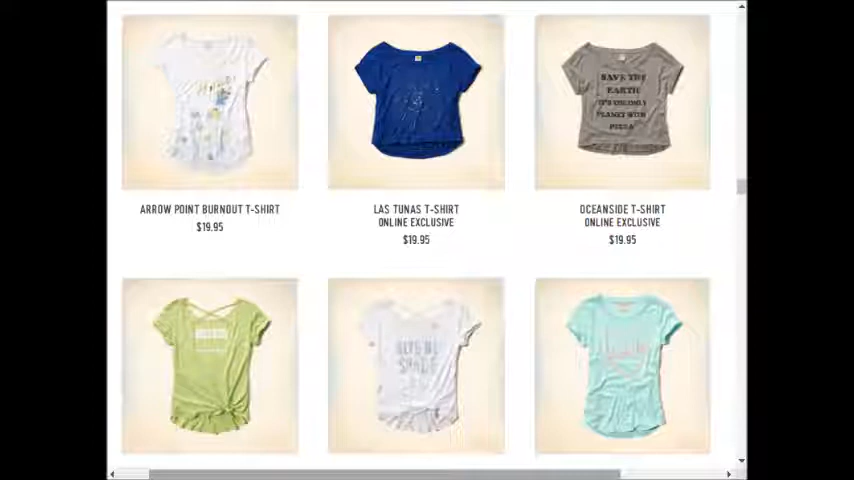 SAVE THE
EARTH
IT'S THE ONLY
PLANET WITH
PIZZA
ARROW POINT BURNOUT T-SHIRT
$19.95
LAS TUNAS T-SHIRT
ONLINE EXCLUSIVE
$19.95
OCEANSIDE T-SHIRT
ONLINE EXCLUSIVE
$19.95